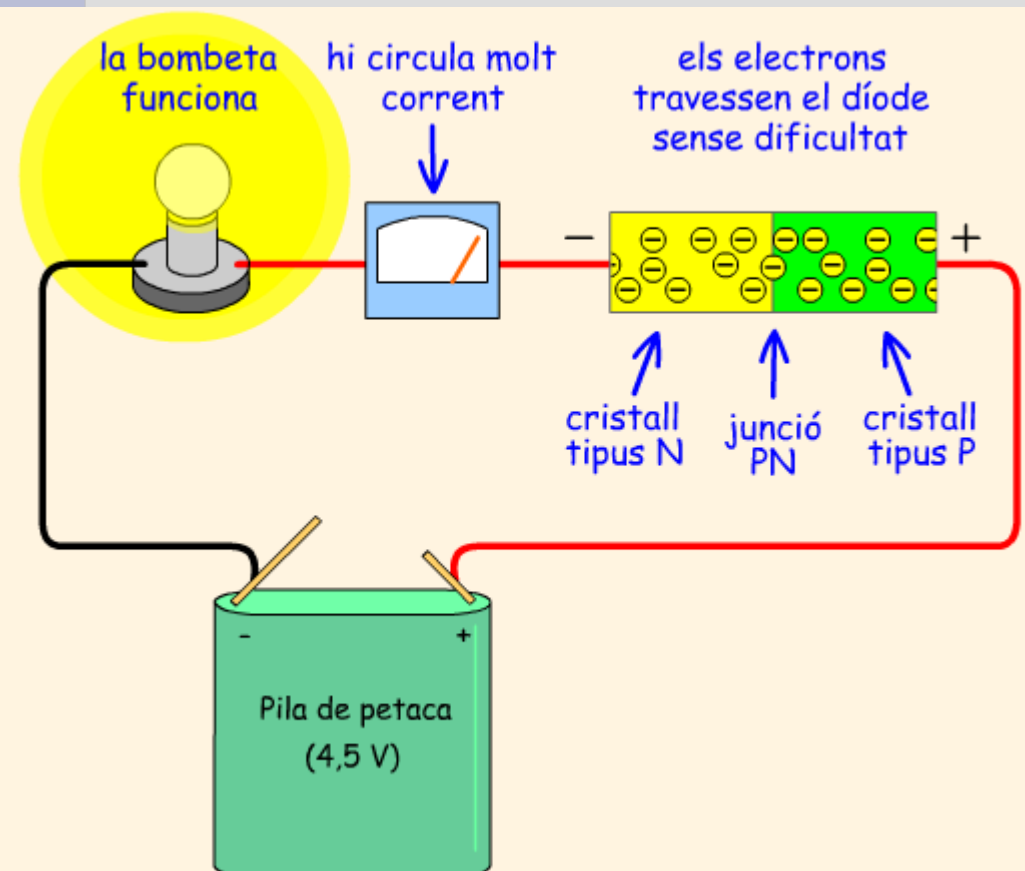 la bombeta
funciona
hi circula molt
corrent
els electrons
travessen el díode
sense dificultat
−
+
cristall
tipus N
junció
PN
cristall
tipus P
-
+
Pila de petaca
(4,5 V)